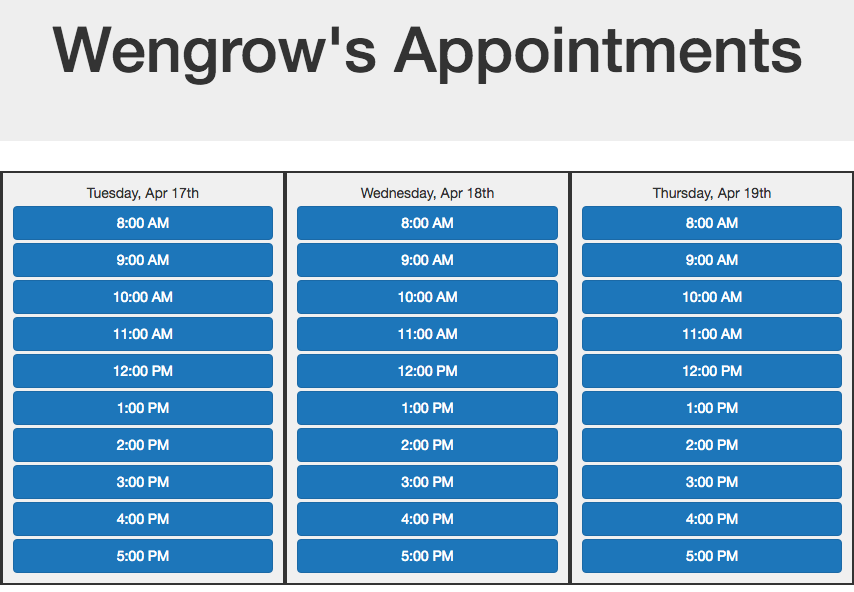 Wengrow's Appointments
Tuesday, Apr 17th
8:00 AM
9:00 AM
10:00 AM
11:00 AM
12:00 PM
1:00 PM
2:00 PM
3:00 PM
4:00 PM
5:00 PM
Wednesday, Apr 18th
8:00 AM
9:00 AM
10:00 AM
11:00 AM
12:00 PM
1:00 PM
2:00 PM
3:00 PM
4:00 PM
5:00 PM
Thursday, Apr 19th
8:00 AM
9:00 AM
10:00 AM
11:00 AM
12:00 PM
1:00 PM
2:00 PM
3:00 PM
4:00 PM
5:00 PM